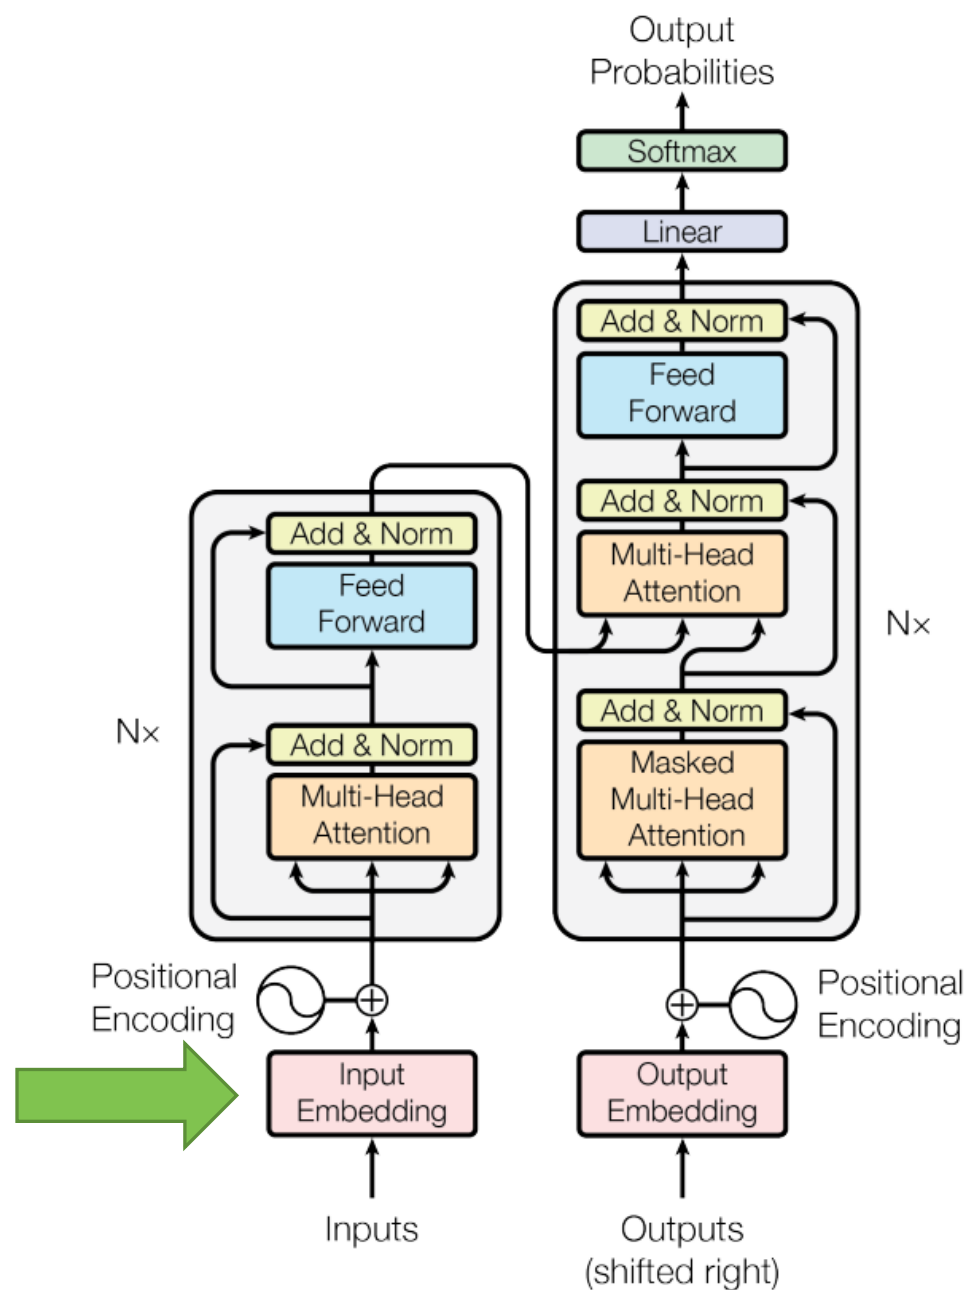 Output
Probabilities
Softmax
Linear
Add & Norm
Feed
Forward
Add & Norm
Multi-Head
Attention
Nx
Add & Norm
Masked
Multi-Head
Attention
Add & Norm
Feed
Forward
Nx
Add & Norm
Multi-Head
Attention
Positional
Encoding
Positional
Encoding
Input
Embedding
Output
Embedding
Inputs
Outputs
(shifted right)